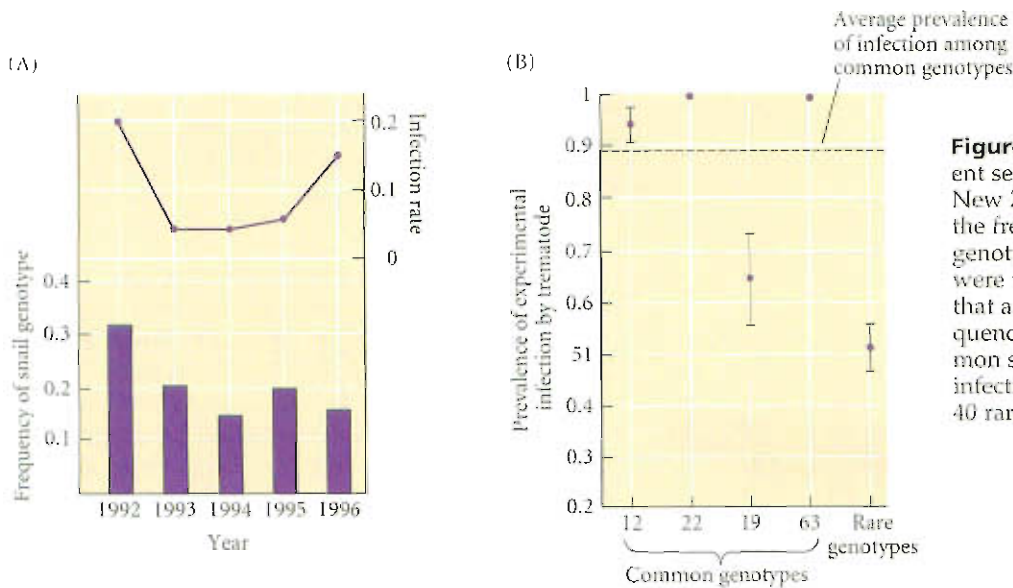 (A)
0.2
0.1
0
Infection rate
Frequency of snail genotype
0.4
0.3
0.2
0.1
1992 1993 1994 1995 1996
Year
(B)
Average prevalence
of infection among
common genotypes
Prevalence of experimental
infection by trematode
1
0.9
0.8
0.7
0.6
51
0.4
0.3
0.2
12 22 19 63 Rare
genotypes
Common genotypes
Figur
ent se
New
the fre
genot
were
that a
quenc
mon s
infect
40 rar